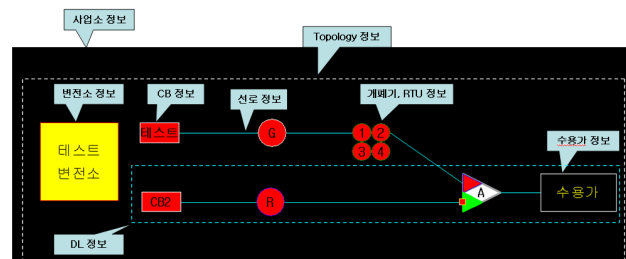 사업소 정보
Topology 정보
변전소 정보
CB 정보
선로 정보
개폐기, RTU 정보
수용가 정보
테스트
변전소
테스트
G
1
2
3
4
A
수용가
CB2
R
DL 정보